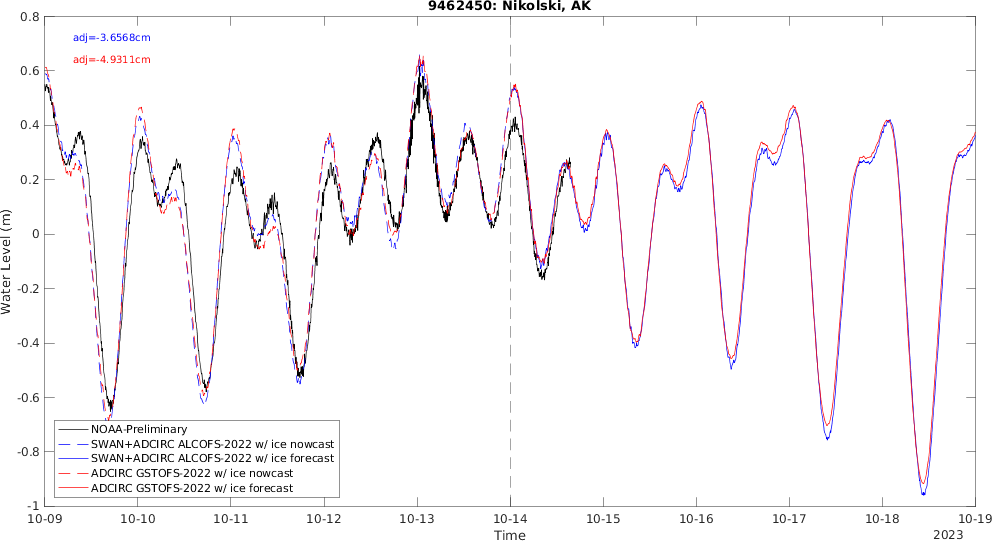 9462450: Nikolski, AK
adj=-3.6568cm
adj=-4.9311cm
Water Level (m)
0.8
0.6
0.4
0.2
0
-0.2
-0.4
-0.6
-0.8
-1
NOAA-Preliminary
SWAN+ADCIRC ALCOFS-2022 w/ ice nowcast
SWAN+ADCIRC ALCOFS-2022 w/ ice forecast
ADCIRC GSTOFS-2022 w/ ice nowcast
ADCIRC GSTOFS-2022 w/ ice forecast
10-09 10-10 10-11 10-12 10-13 10-14 10-15 10-16 10-17 10-18 10-19
Time
2023